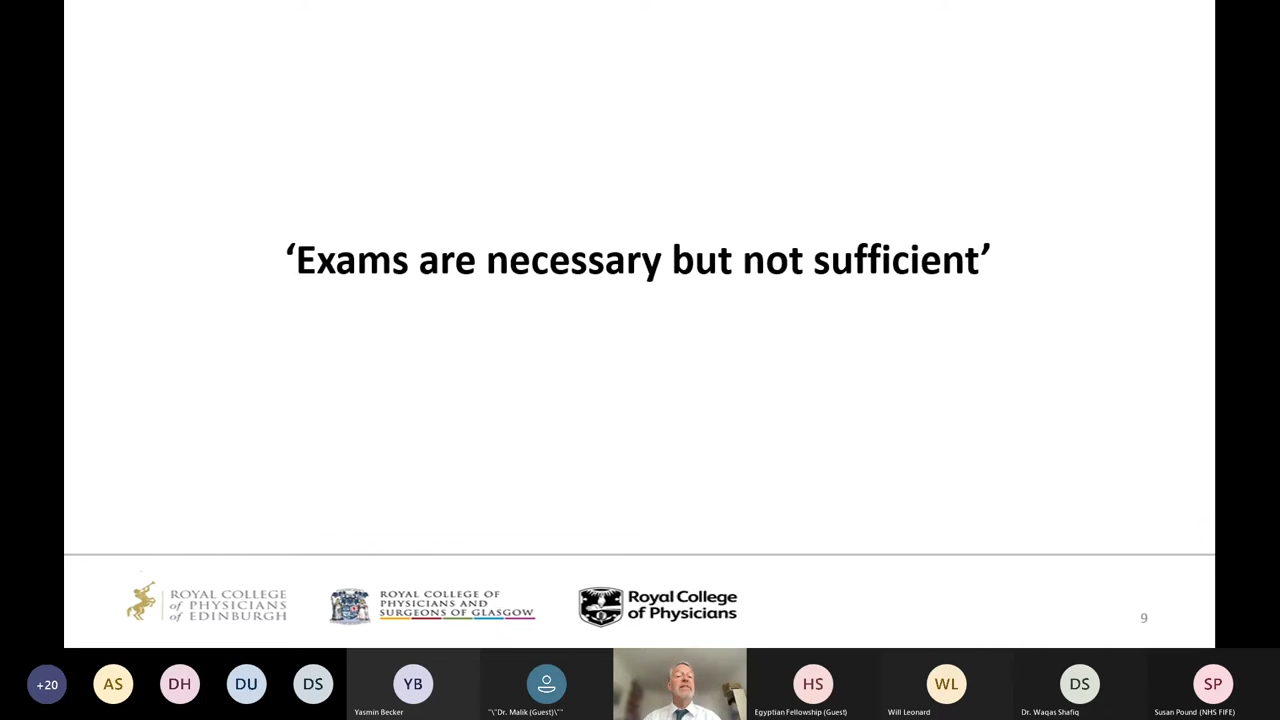 ‘Exams are necessary but not sufficient’
ROYAL COLLEGE
of PHYSICIANS
of EDINBURGH
ROYAL COLLEGE OF
PHYSICIANS AND
SURGEONS OF GLASGOW
Royal College
of Physicians
9
+20
AS
DH
DU
DS
YB
Yasmin Becker
"\"Dr. Malik (Guest)\""
HS
Egyptian Fellowship (Guest)
WL
Will Leonard
DS
Dr. Waqas Shafiq
SP
Susan Pound (NHS FIFE)